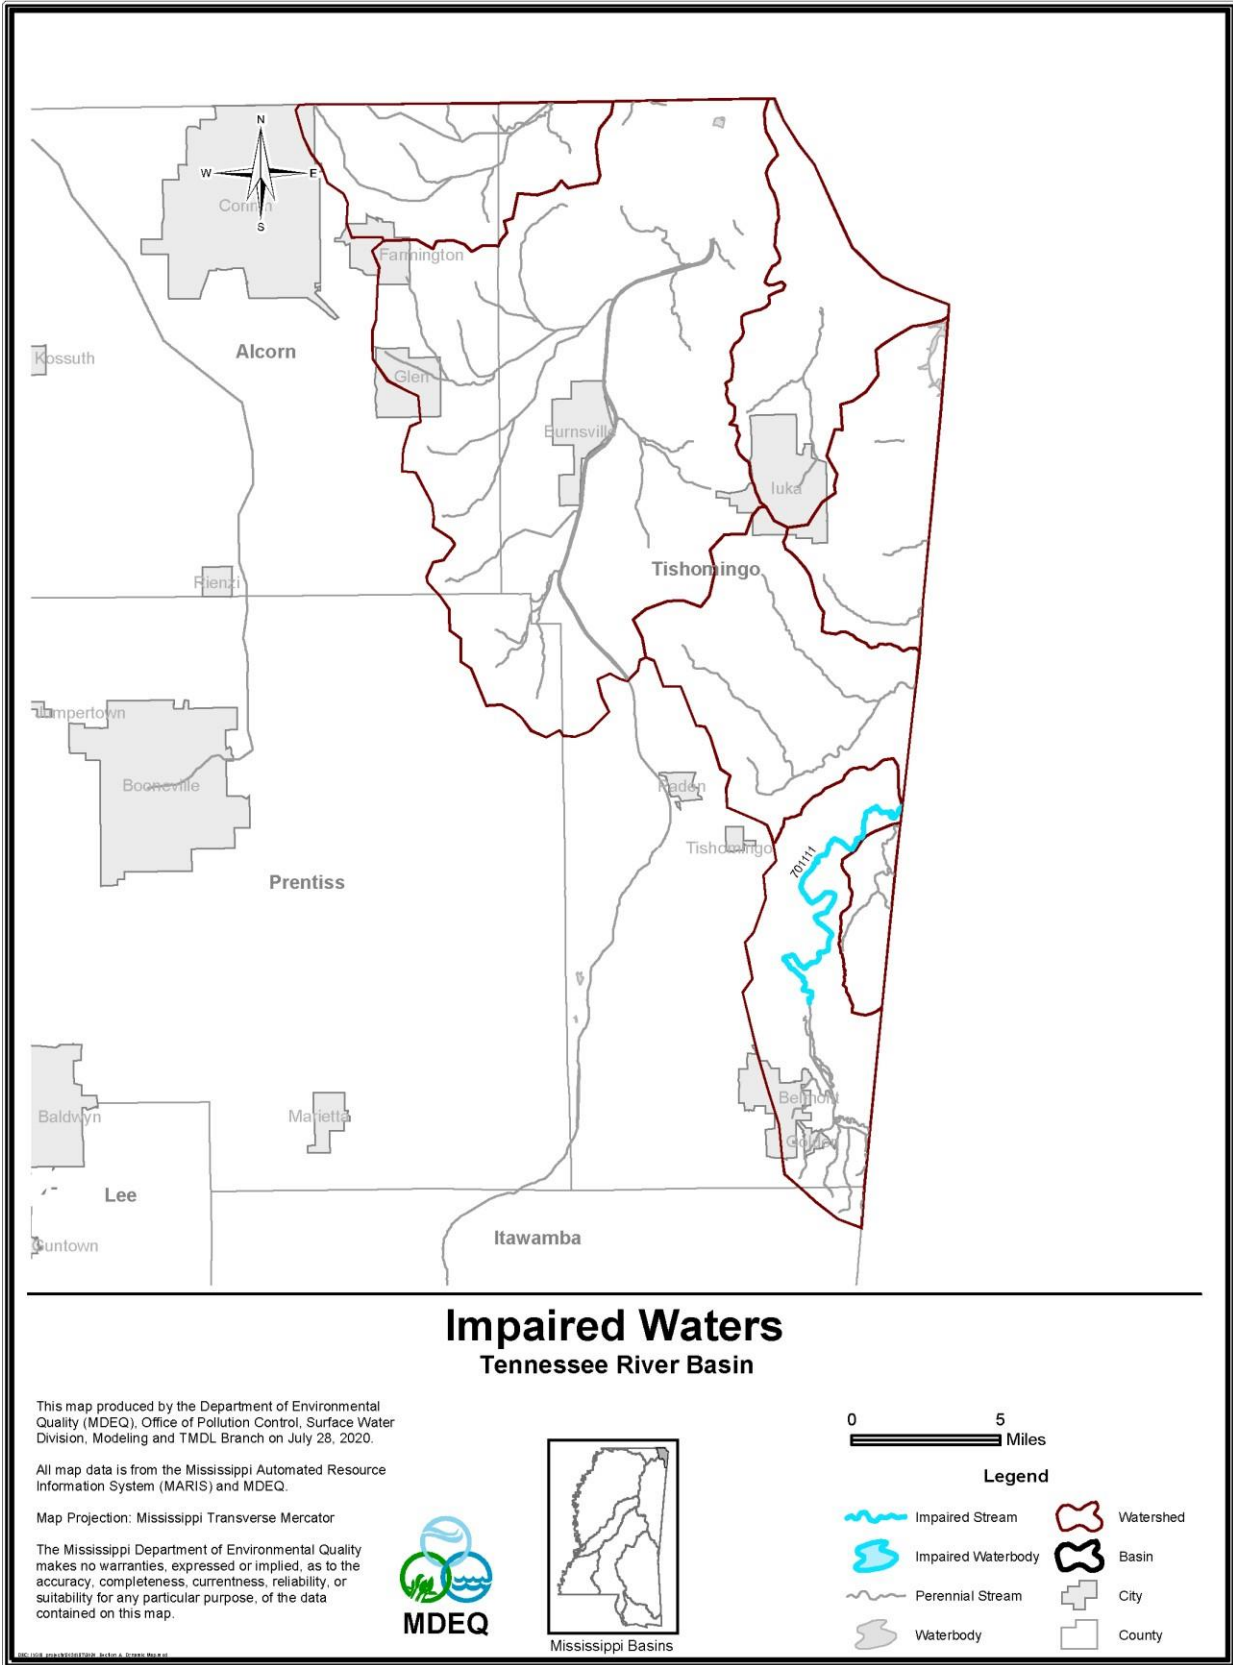 N
W
E
S
Corinth
Farmington
Kossuth
Alcorn
Glen
Burnsville
Iuka
Tishomingo
Rienzi
Jumpertown
Booneville
Paden
Tishomingo
701111
Prentiss
Belmont
Golden
Baldwyn
Marietta
Lee
Guntown
Itawamba
Impaired Waters
Tennessee River Basin
This map produced by the Department of Environmental
Quality (MDEQ), Office of Pollution Control, Surface Water
Division, Modeling and TMDL Branch on July 28, 2020.
All map data is from the Mississippi Automated Resource
Information System (MARIS) and MDEQ.
Map Projection: Mississippi Transverse Mercator
The Mississippi Department of Environmental Quality
makes no warranties, expressed or implied, as to the
accuracy, completeness, currentness, reliability, or
suitability for any particular purpose, of the data
contained on this map.
MDEQ
Mississippi Basins
0 5
Miles
Legend
Impaired Stream
Watershed
Impaired Waterbody
Basin
Perennial Stream
City
Waterbody
County